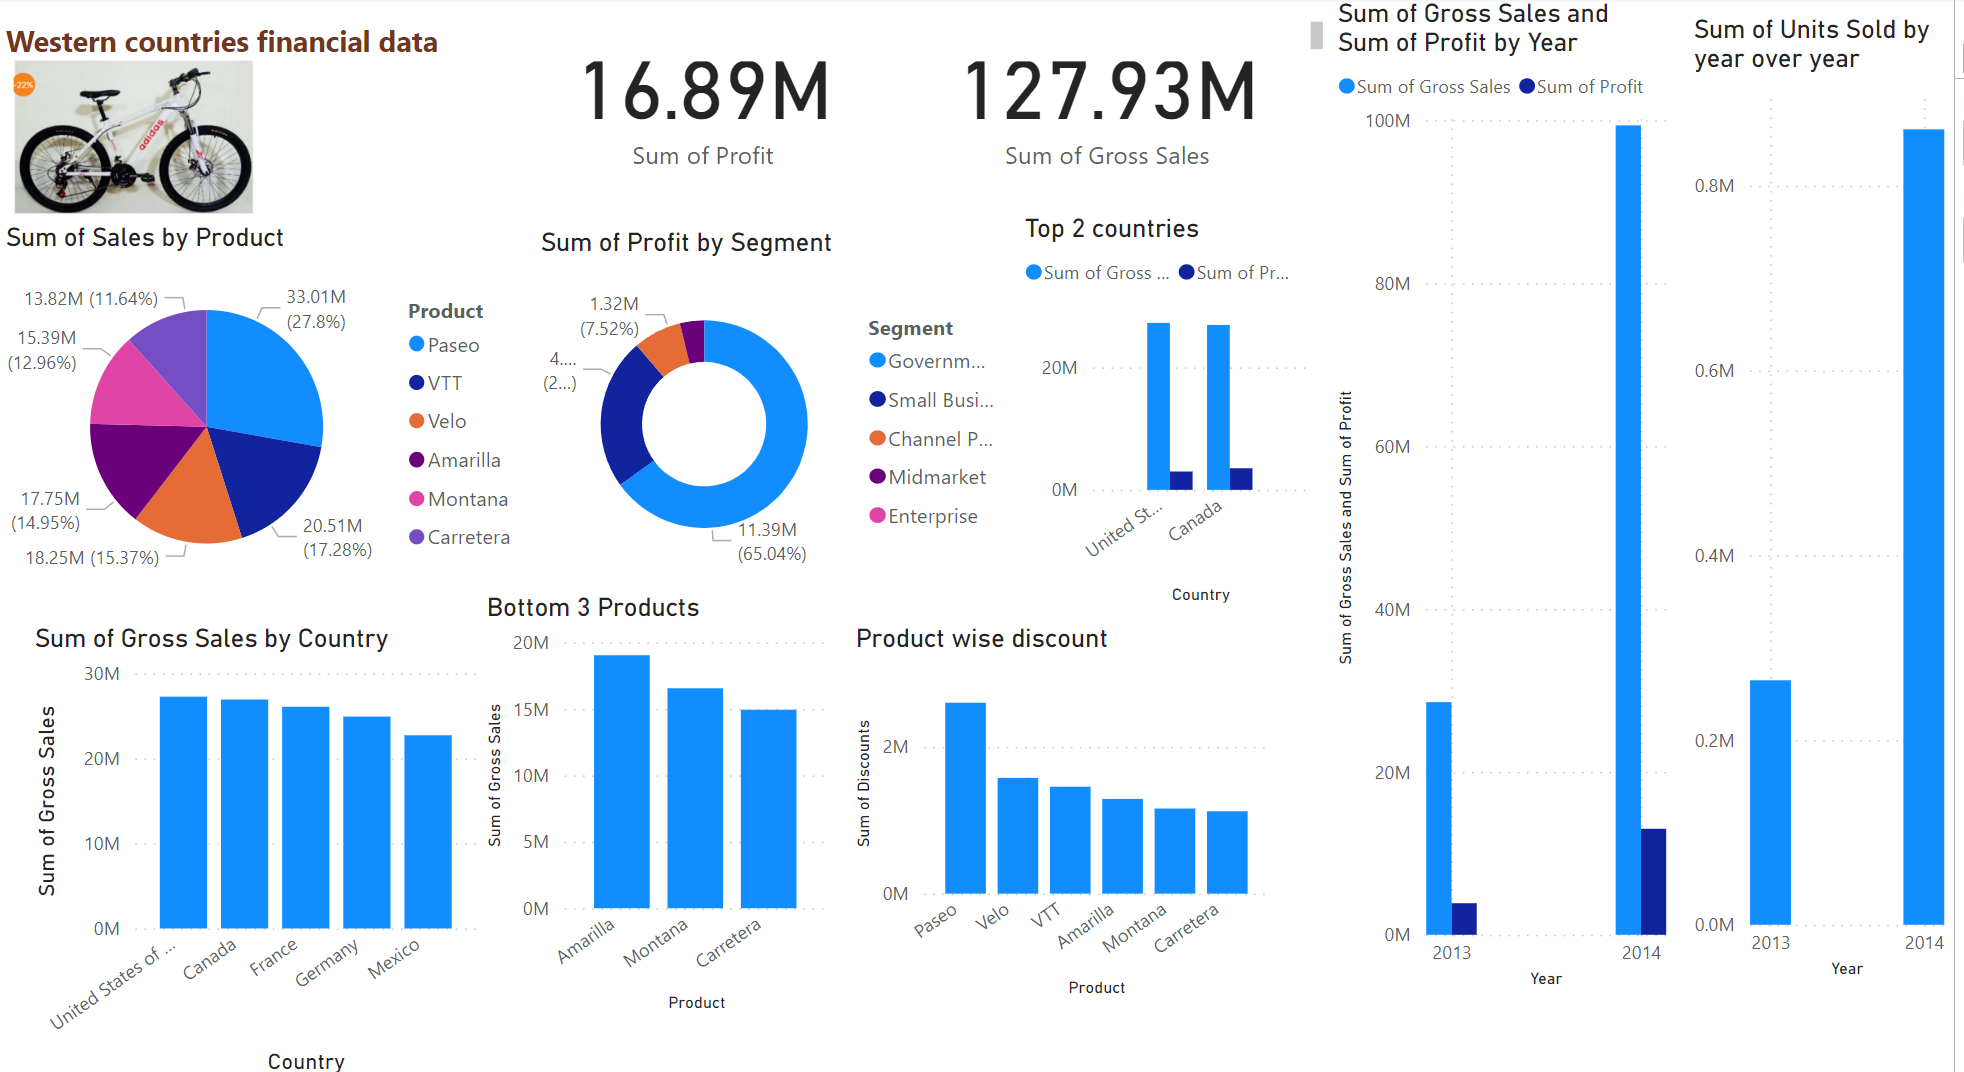 Western countries financial data
-22%
adidas
16.89M
Sum of Profit
127.93M
Sum of Gross Sales
Sum of Sales by Product
13.82M (11.64%)
33.01M
(27.8%)
15.39M
(12.96%)
17.75M
(14.95%)
18.25M (15.37%)
20.51M
(17.28%)
Product
Paseo
VTT
Velo
Amarilla
Montana
Carretera
Sum of Profit by Segment
1.32M
(7.52%)
4....
(2...)
11.39M
(65.04%)
Segment
Governm...
Small Busi...
Channel P...
Midmarket
Enterprise
Top 2 countries
Sum of Gross ...
Sum of Pr...
20M
0M
United St...
Canada
Country
Sum of Gross Sales by Country
Sum of Gross Sales
30M
20M
10M
0M
United States of ...
Canada
France
Germany
Mexico
Country
Bottom 3 Products
Sum of Gross Sales
20M
15M
10M
5M
0M
Amarilla
Montana
Carretera
Product
Product wise discount
Sum of Discounts
2M
0M
Paseo
Velo
VTT
Amarilla
Montana
Carretera
Product
Sum of Gross Sales and
Sum of Profit by Year
Sum of Gross Sales
Sum of Profit
Sum of Gross Sales and Sum of Profit
100M
80M
60M
40M
20M
0M
2013
2014
Year
Sum of Units Sold by
year over year
0.8M
0.6M
0.4M
0.2M
0.0M
2013
2014
Year